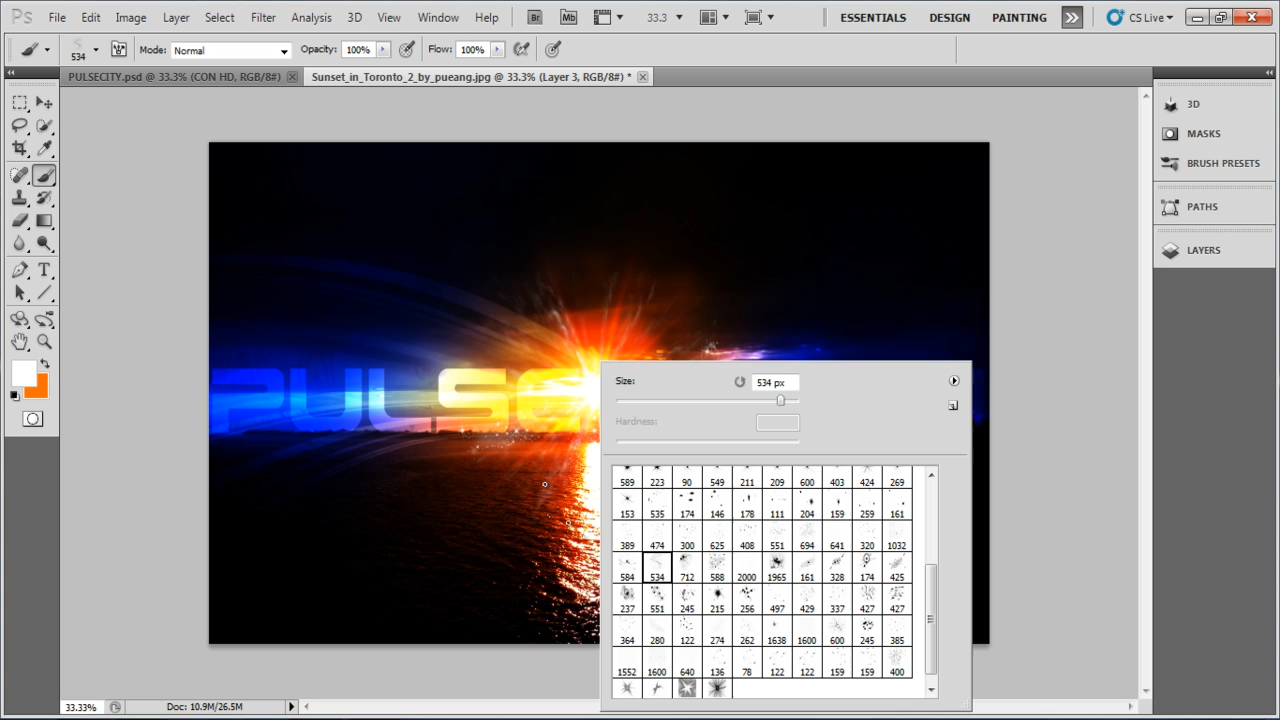 Ps File Edit Image Layer Select Filter Analysis 3D View Window Help Br Mb 33.3 ESSENTIALS DESIGN PAINTING CS Live
534 Mode: Normal Opacity: 100% Flow: 100%
PULSECITY.psd @ 33.3% (CON HD, RGB/8#) Sunset_in_Toronto_2_by_pueang.jpg @ 33.3% (Layer 3, RGB/8#) *
3D
MASKS
BRUSH PRESETS
PATHS
LAYERS
PULSE
Size: 534 px
Hardness:
589 223 90 549 211 209 600 403 424 269
153 535 174 146 178 111 204 159 259 161
389 474 300 625 408 551 694 641 320 1032
584 534 712 588 2000 1965 161 328 174 425
237 551 245 215 256 497 429 337 427 427
364 280 122 274 262 1638 1600 600 245 385
1552 1600 640 136 78 122 122 159 159 400
33.33% Doc: 10.9M/26.5M